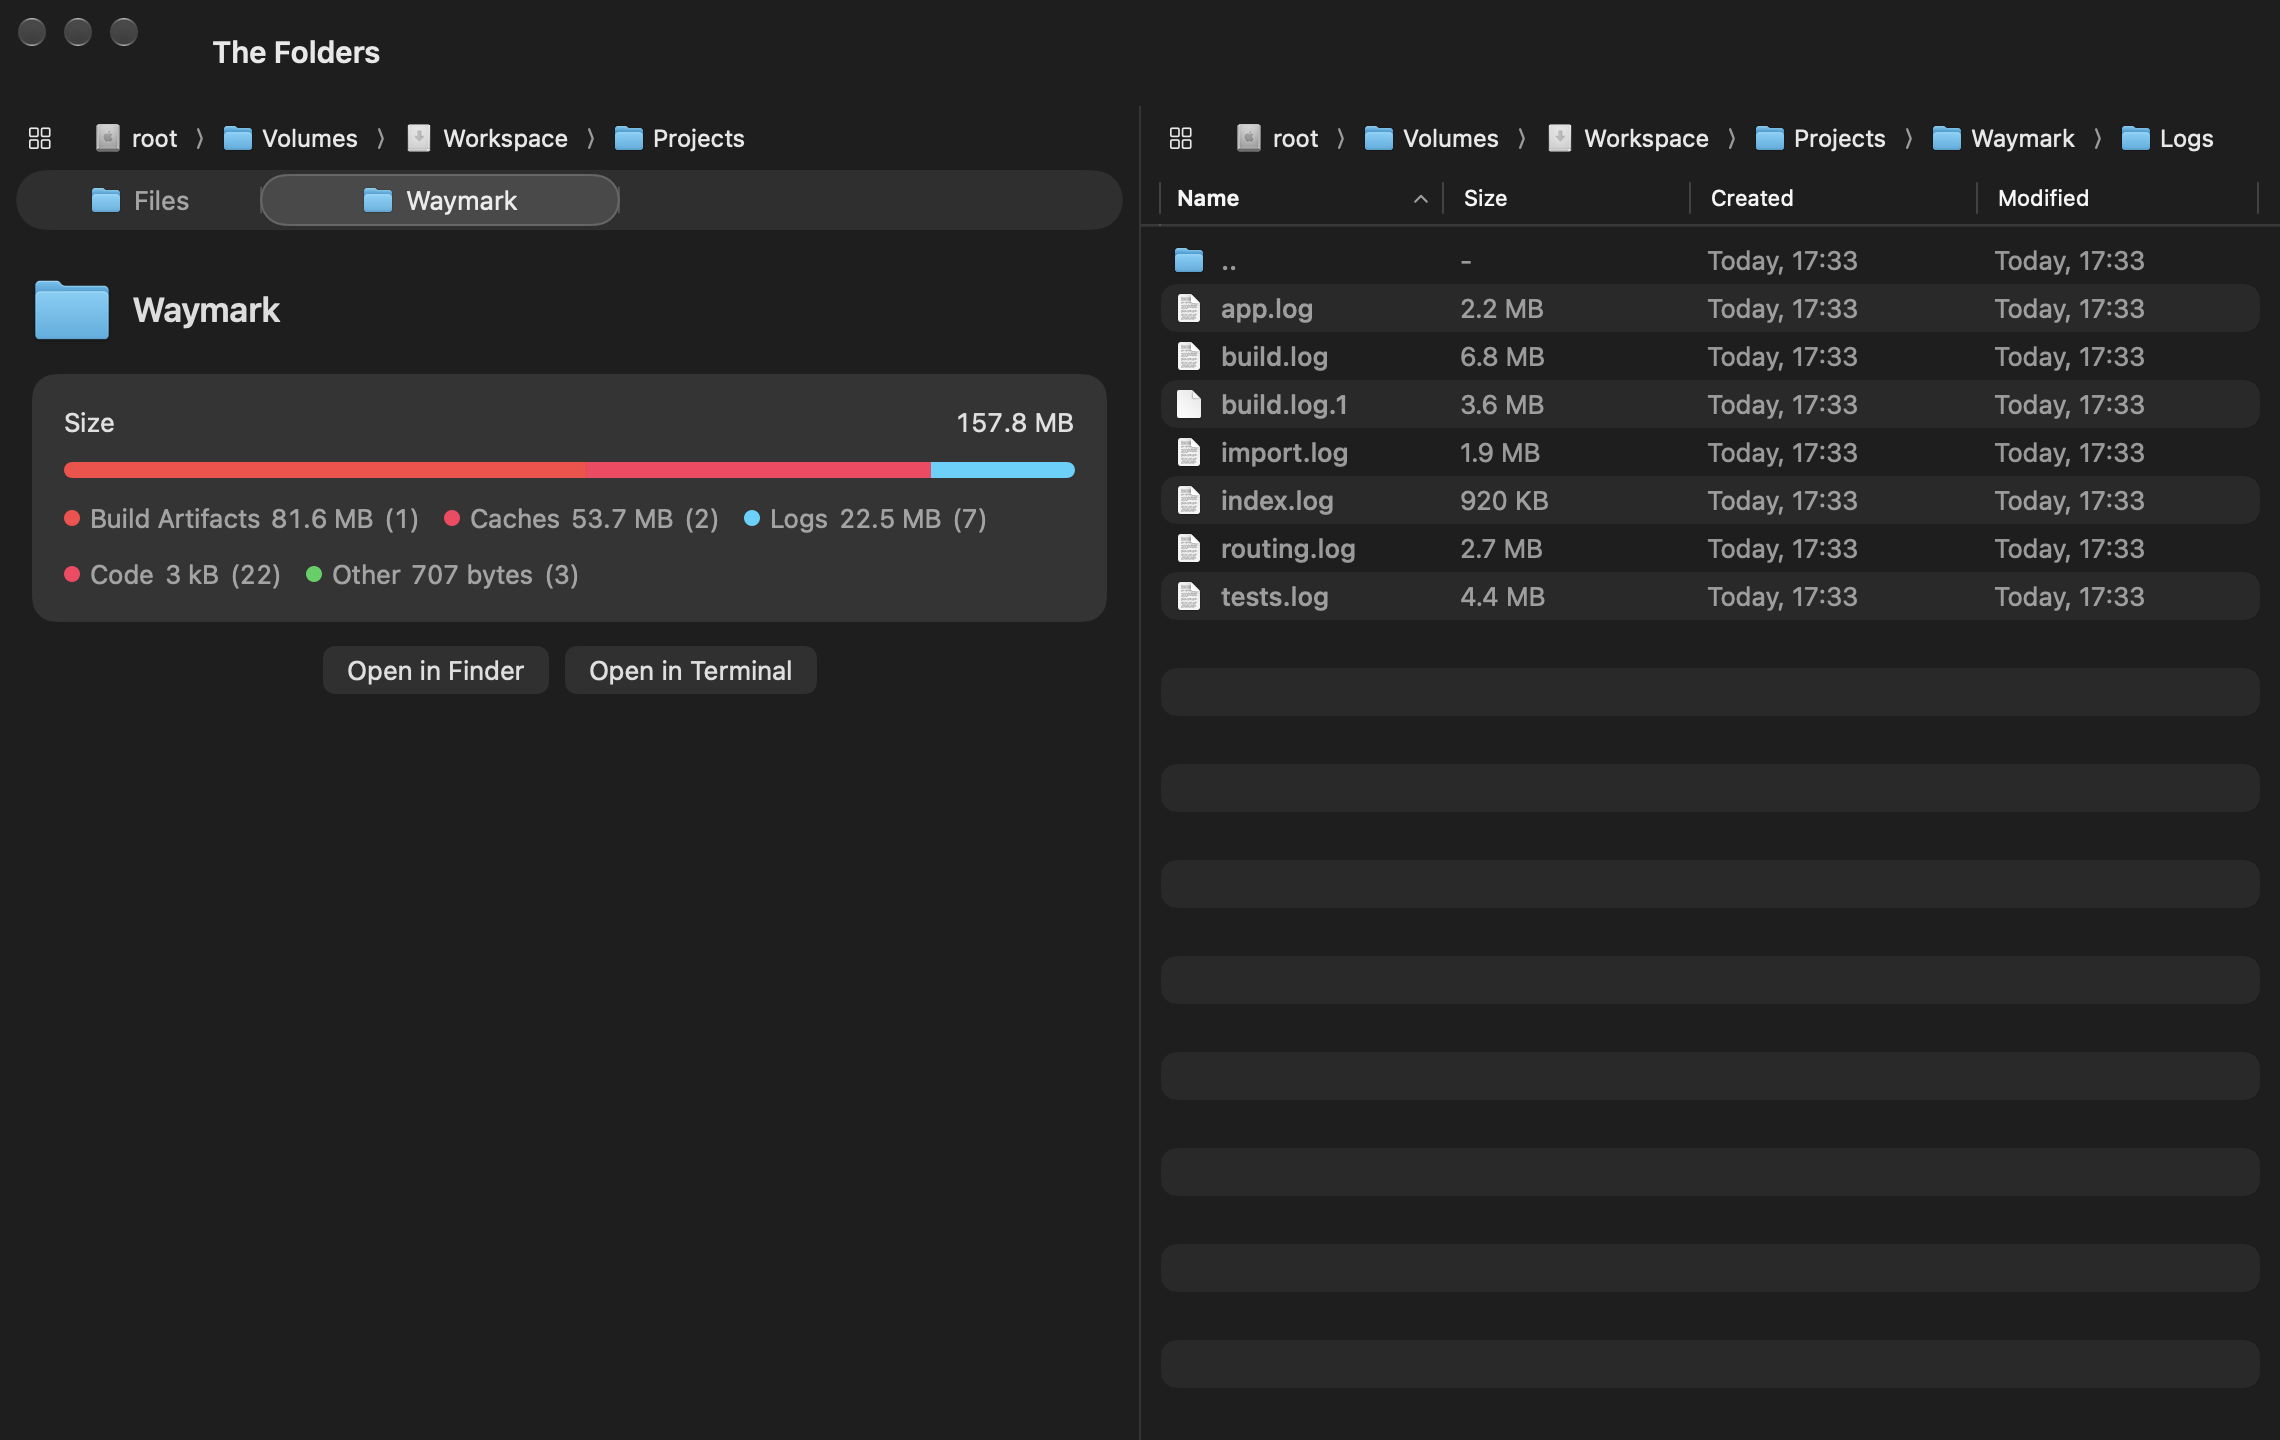 The Folders
root 〉 Volumes 〉 Workspace 〉 Projects
Files Waymark
Waymark
Size 157.8 MB
Build Artifacts 81.6 MB (1) Caches 53.7 MB (2) Logs 22.5 MB (7)
Code 3 kB (22) Other 707 bytes (3)
Open in Finder Open in Terminal
root 〉 Volumes 〉 Workspace 〉 Projects 〉 Waymark 〉 Logs
Name Size Created Modified
.. - Today, 17:33 Today, 17:33
app.log 2.2 MB Today, 17:33 Today, 17:33
build.log 6.8 MB Today, 17:33 Today, 17:33
build.log.1 3.6 MB Today, 17:33 Today, 17:33
import.log 1.9 MB Today, 17:33 Today, 17:33
index.log 920 KB Today, 17:33 Today, 17:33
routing.log 2.7 MB Today, 17:33 Today, 17:33
tests.log 4.4 MB Today, 17:33 Today, 17:33